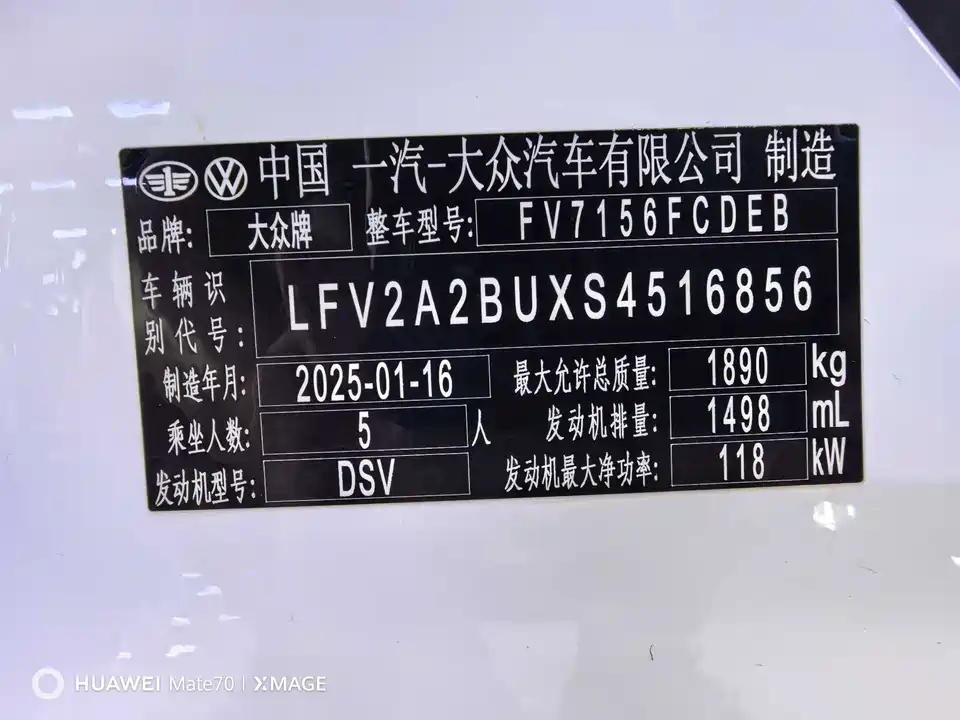 中国 一汽-大众汽车有限公司 制造
品牌: 大众牌 整车型号: FV7156FCDEB
车辆识别代号: LFV2A2BUXS4516856
制造年月: 2025-01-16 最大允许总质量: 1890 kg
乘坐人数: 5 人 发动机排量: 1498 mL
发动机型号: DSV 发动机最大净功率: 118 kW
HUAWEI Mate70 | XMAGE